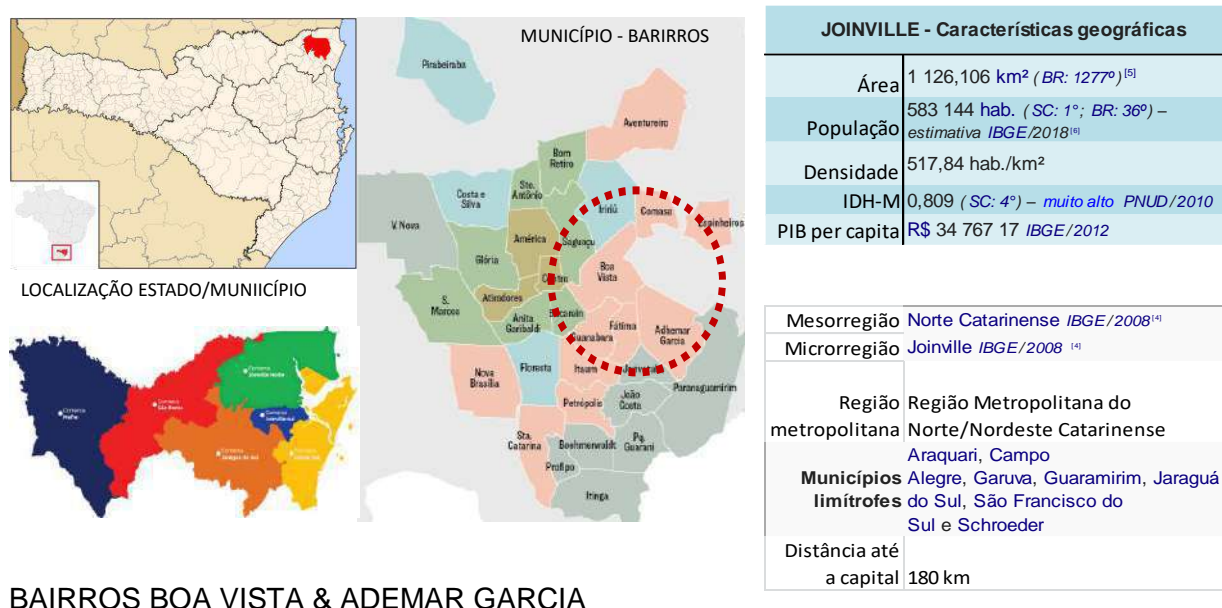 MUNICÍPIO - BARIRROS
LOCALIZAÇÃO ESTADO/MUNIICÍPIO
Pirabeiraba
Aventureiro
Bom
Retiro
Costa e
Silva
Sto.
Antônio
Iririú
Comasa
Espinheiros
V. Nova
América
Saguaçu
Glória
Boa
Vista
Centro
Atiradores
S.
Marcos
Anita
Garibaldi
Bucarein
Fátima
Guanabara
Adhemar
Garcia
Nova
Brasília
Floresta
Itaum
Jarivatuba
Paranaguamirim
Petrópolis
João
Costa
Sta.
Catarina
Boehmerwaldt
Pq.
Guarani
Profipo
Itinga
JOINVILLE - Características geográficas
Área 1 126,106 km² (BR: 1277º)[5]
População 583 144 hab. (SC: 1°; BR: 36º) –
estimativa IBGE/2018[6]
Densidade 517,84 hab./km²
IDH-M 0,809 (SC: 4°) – muito alto PNUD/2010
PIB per capita R$ 34 767 17 IBGE/2012
Mesorregião Norte Catarinense IBGE/2008[4]
Microrregião Joinville IBGE/2008 [4]
Região metropolitana Região Metropolitana do
Norte/Nordeste Catarinense
Municípios limítrofes Araquari, Campo
Alegre, Garuva, Guaramirim, Jaraguá
do Sul, São Francisco do
Sul e Schroeder
Distância até
a capital 180 km
BAIRROS BOA VISTA & ADEMAR GARCIA